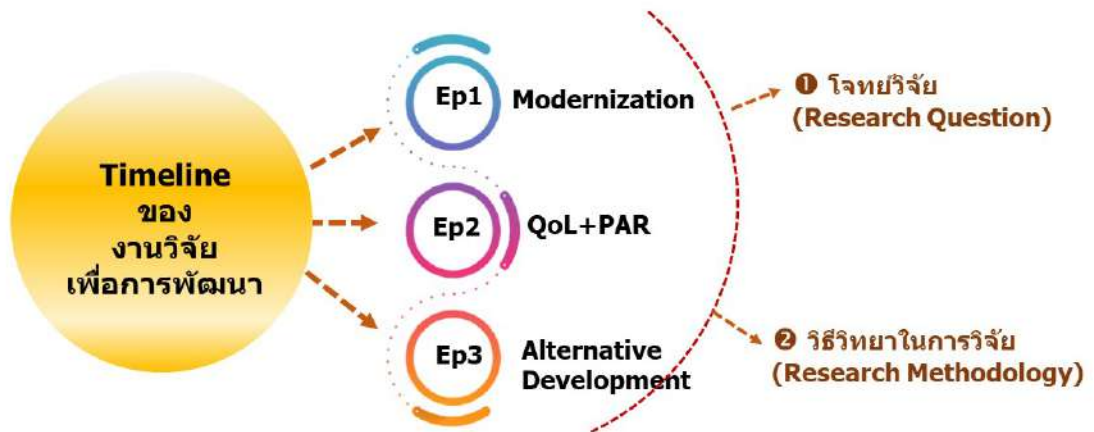 Timeline
ของ
งานวิจัย
เพื่อการพัฒนา
Ep1
Modernization
Ep2
QoL+PAR
Ep3
Alternative
Development
❶ โจทย์วิจัย
(Research Question)
❷ วิธีวิทยาในการวิจัย
(Research Methodology)